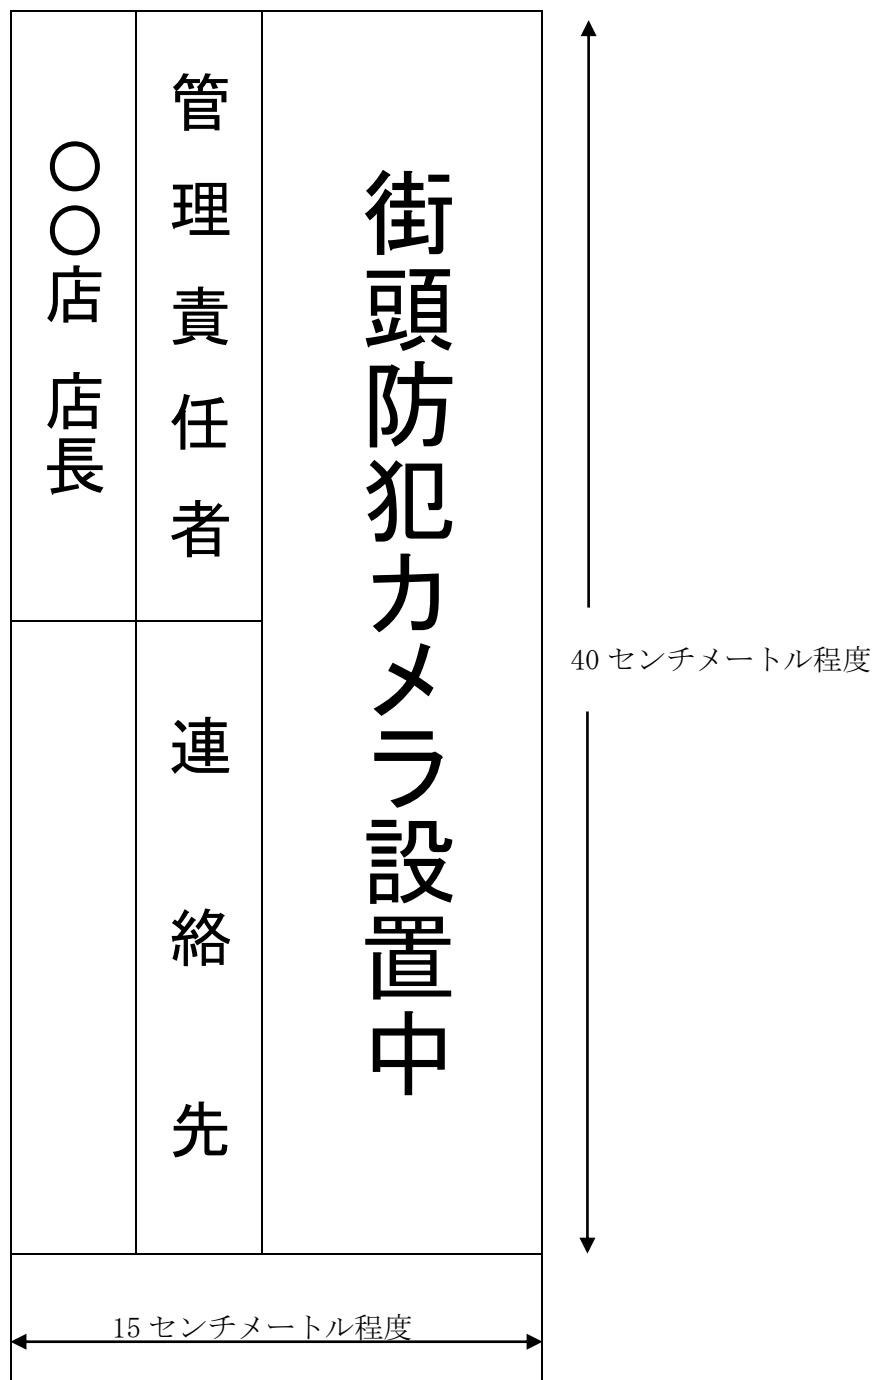 街頭防犯カメラ設置中
管理責任者
〇〇店 店長
連絡先
40センチメートル程度
15センチメートル程度